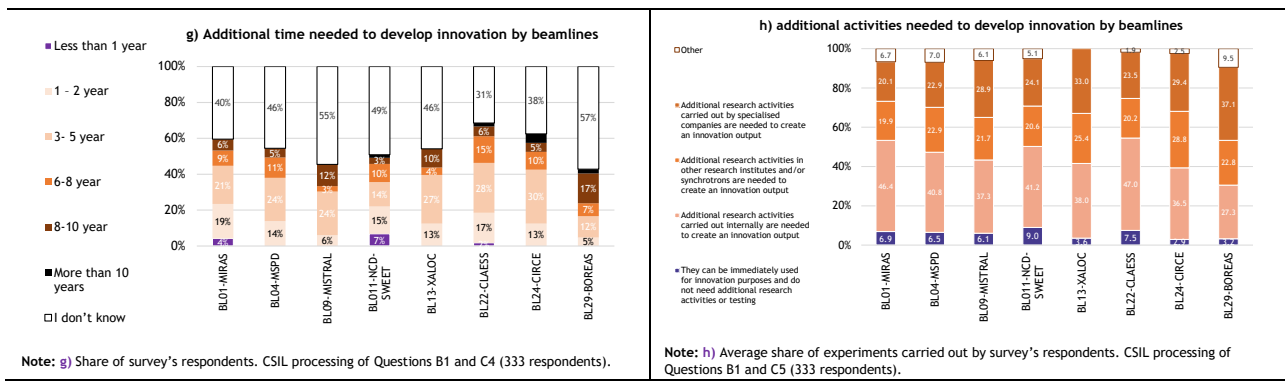 g) Additional time needed to develop innovation by beamlines
Less than 1 year
1 – 2 year
3- 5 year
6-8 year
8-10 year
More than 10
years
I don't know
100%
80%
60%
40%
20%
0%
40%
6%
9%
21%
19%
4%
46%
5%
11%
24%
14%
55%
12%
3%
24%
6%
49%
3%
10%
14%
15%
7%
46%
10%
4%
27%
13%
31%
6%
15%
28%
17%
38%
5%
10%
30%
13%
57%
17%
7%
12%
5%
BL01-MIRAS
BL04-MSPD
BL09-MISTRAL
BL011-NCD-
SWEET
BL13-XALOC
BL22-CLAESS
BL24-CIRCE
BL29-BOREAS
Note: g) Share of survey's respondents. CSIL processing of Questions B1 and C4 (333 respondents).
h) additional activities needed to develop innovation by beamlines
Other
Additional research activities
carried out by specialised
companies are needed to create
an innovation output
Additional research activities in
other research institutes and/or
synchrotrons are needed to
create an innovation output
Additional research activities
carried out internally are needed
to create an innovation output
They can be immediately used
for innovation purposes and do
not need additional research
activities or testing
100%
80%
60%
40%
20%
0%
6.7
20.1
19.9
46.4
6.9
7.0
22.9
22.9
40.8
6.5
6.1
28.9
21.7
37.3
6.1
5.1
24.1
20.6
41.2
9.0
33.0
25.4
38.0
3.6
1.9
23.5
20.2
47.0
7.5
2.5
29.4
28.8
36.5
2.9
9.5
37.1
22.8
27.3
3.2
BL01-MIRAS
BL04-MSPD
BL09-MISTRAL
BL011-NCD-
SWEET
BL13-XALOC
BL22-CLAESS
BL24-CIRCE
BL29-BOREAS
Note: h) Average share of experiments carried out by survey's respondents. CSIL processing of
Questions B1 and C5 (333 respondents).